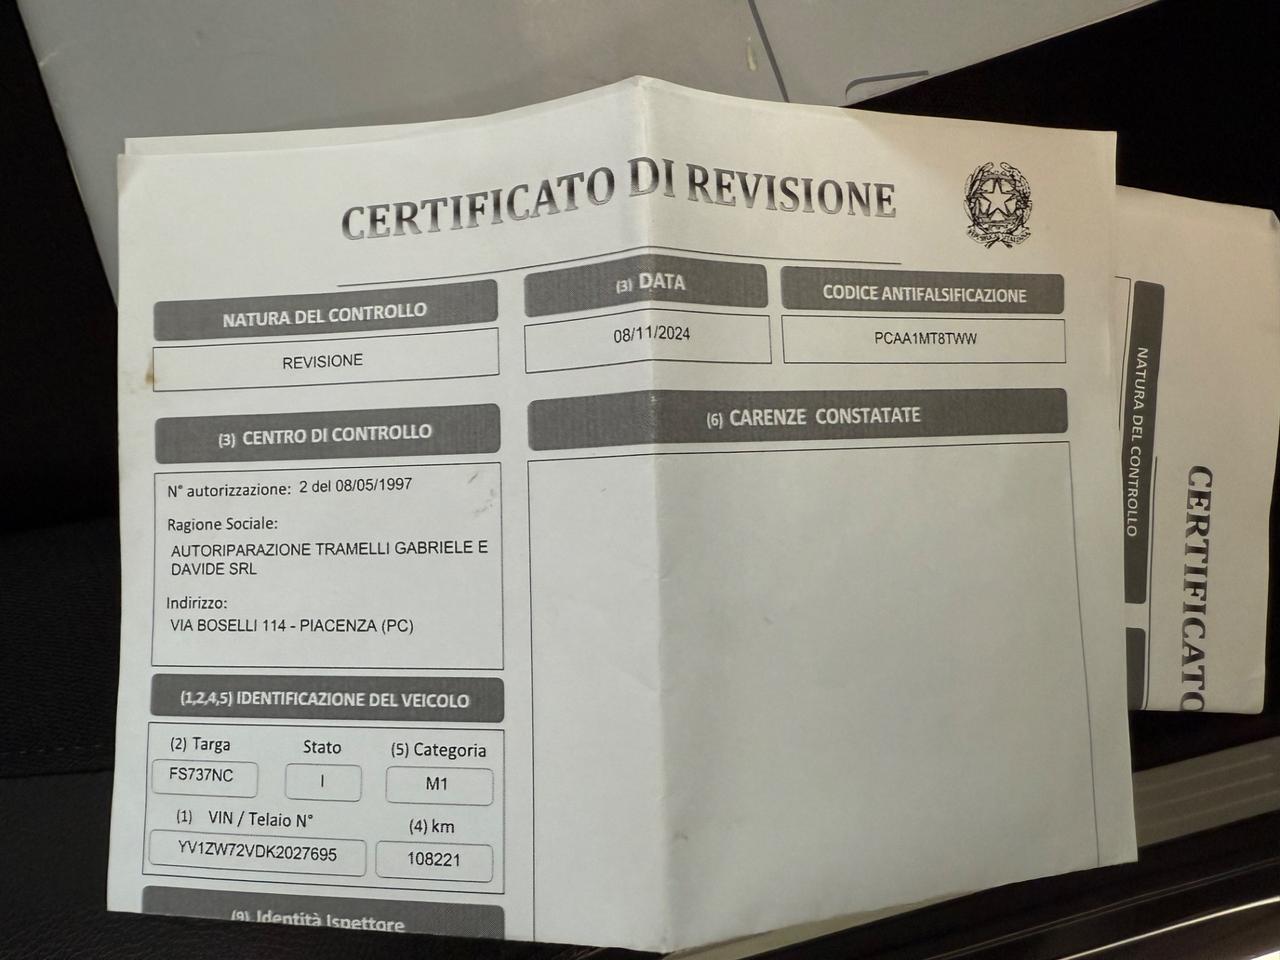 CERTIFICATO DI REVISIONE
NATURA DEL CONTROLLO
REVISIONE
(3) DATA
08/11/2024
CODICE ANTIFALSIFICAZIONE
PCAA1MT8TWW
(3) CENTRO DI CONTROLLO
N° autorizzazione: 2 del 08/05/1997
Ragione Sociale:
AUTORIPARAZIONE TRAMELLI GABRIELE E
DAVIDE SRL
Indirizzo:
VIA BOSELLI 114 - PIACENZA (PC)
(6) CARENZE CONSTATATE
(1,2,4,5) IDENTIFICAZIONE DEL VEICOLO
(2) Targa
Stato
(5) Categoria
FS737NC
I
M1
(1) VIN / Telaio N°
(4) km
YV1ZW72VDK2027695
108221
(9) Identità Ispettore
NATURA DEL CONTROLLO
CERTIFICATO